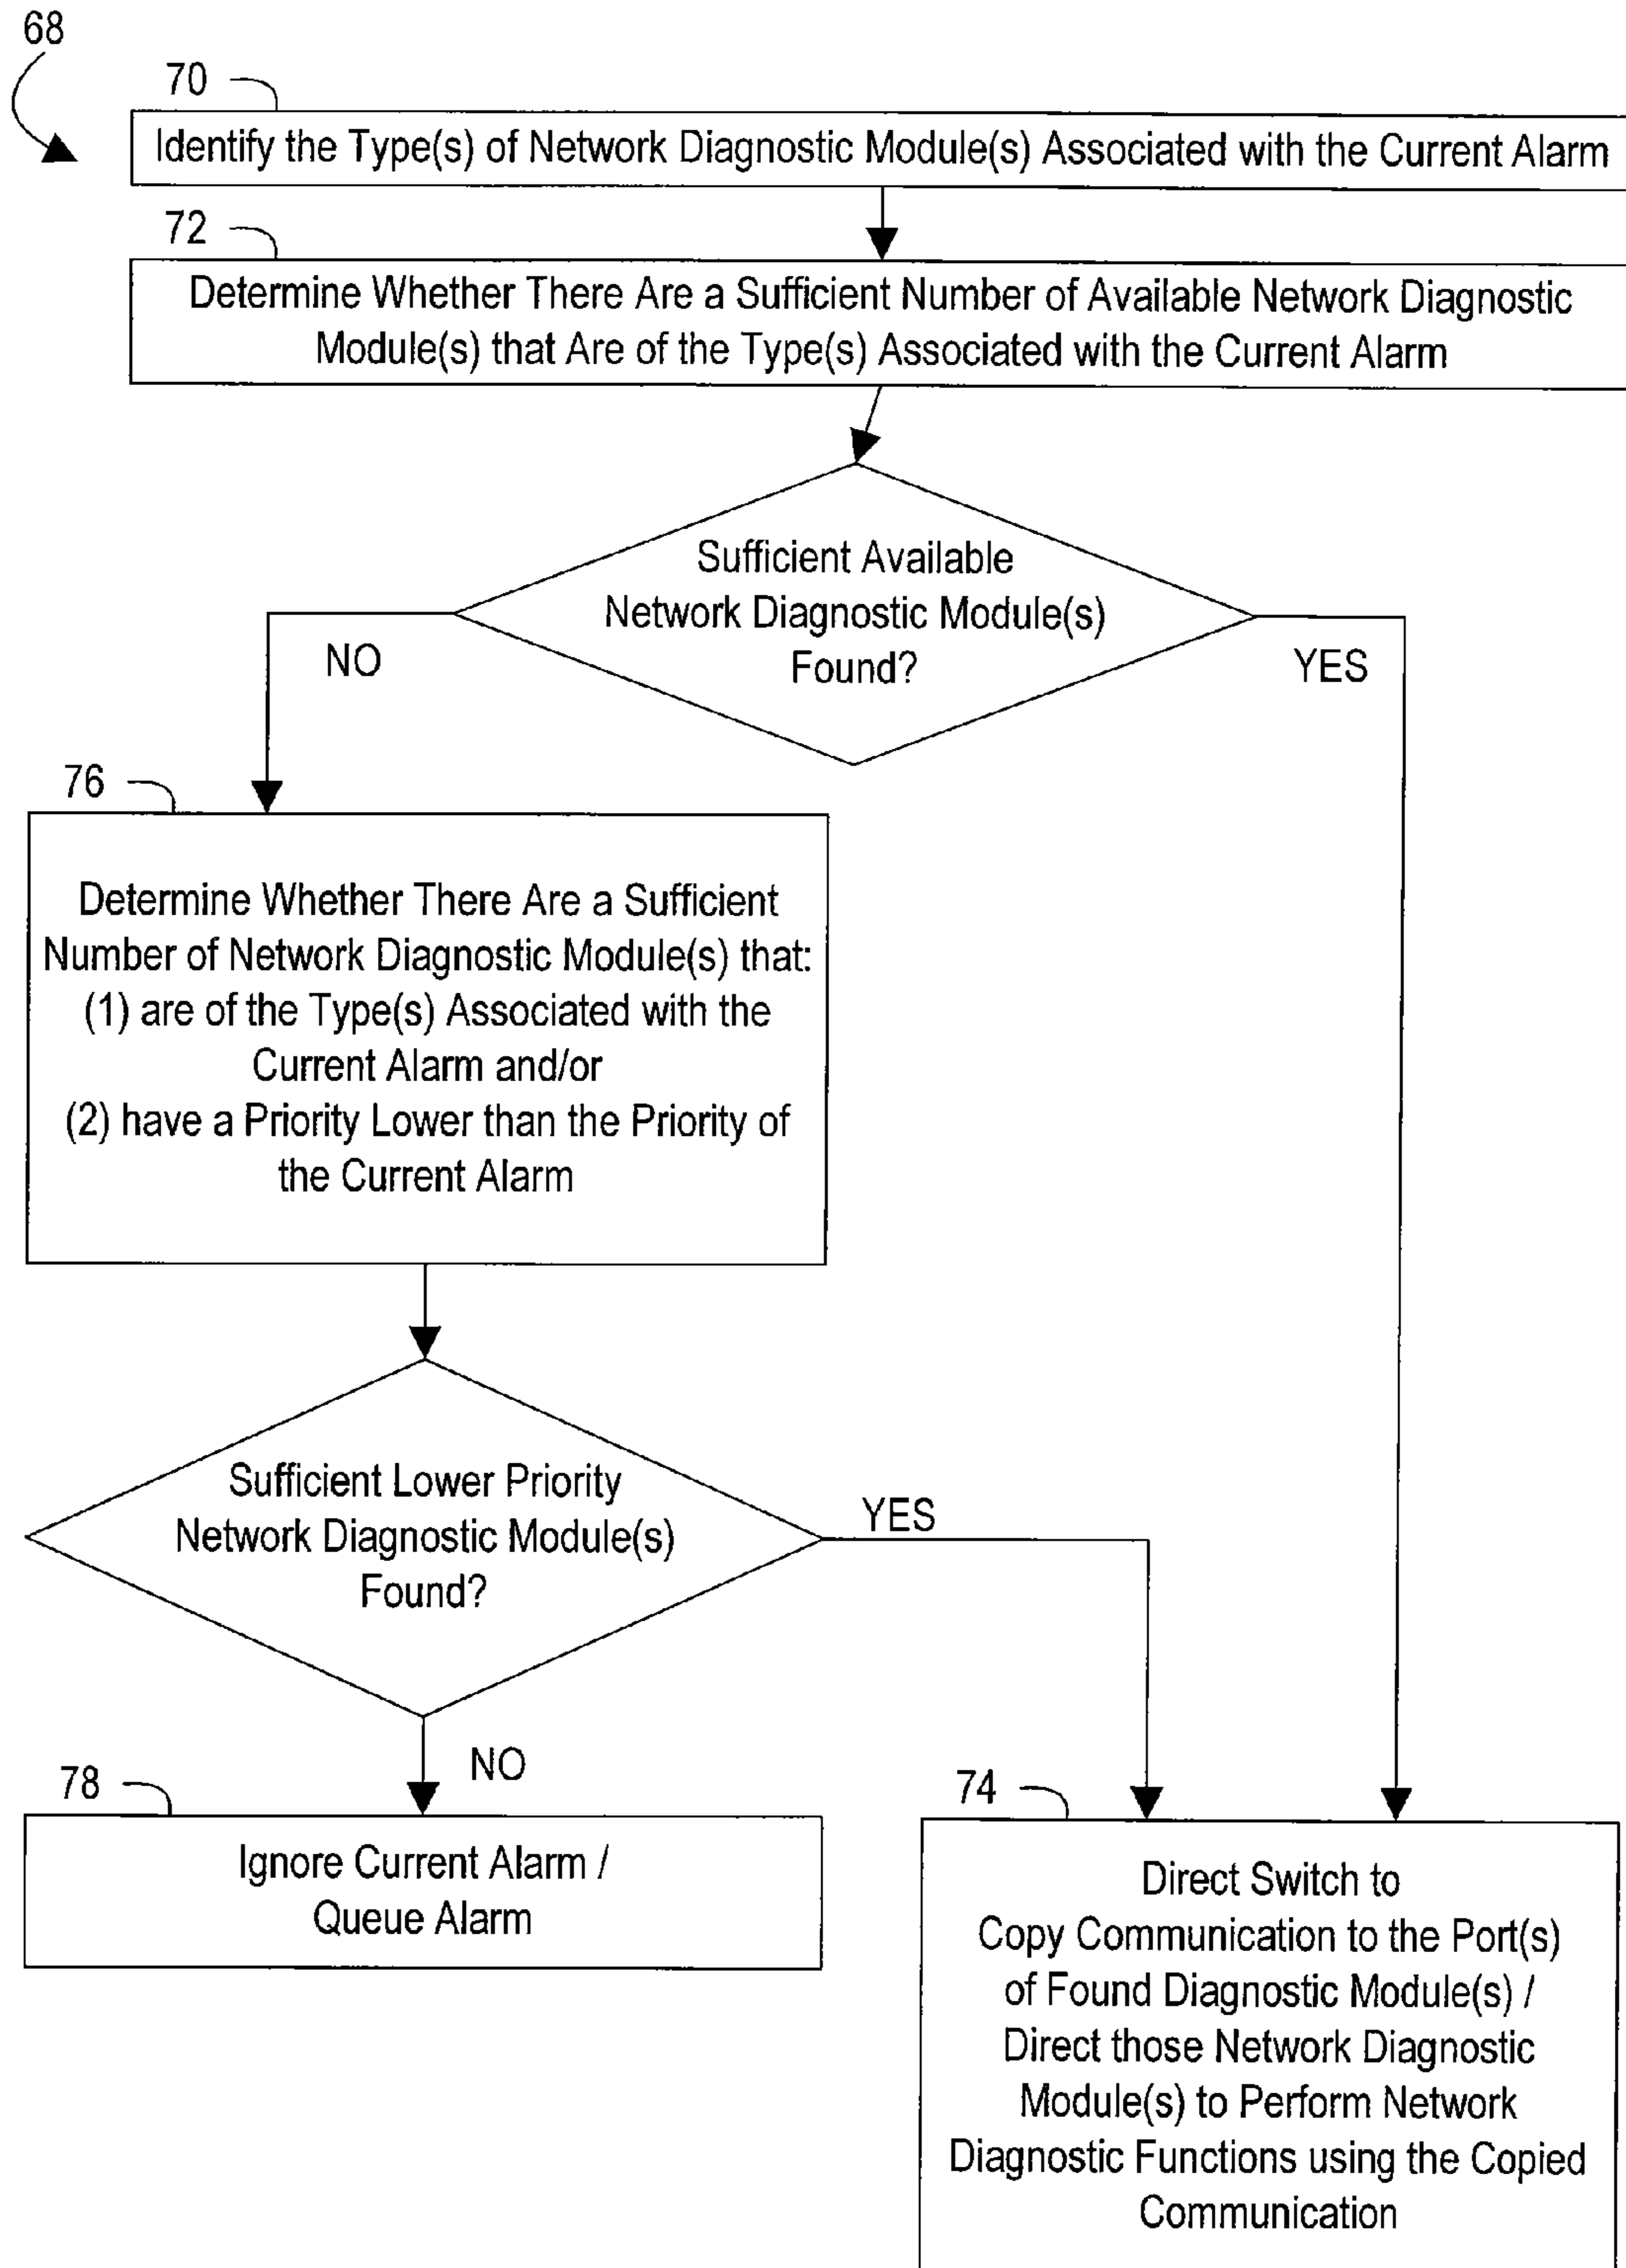 68
70
Identify the Type(s) of Network Diagnostic Module(s) Associated with the Current Alarm
72
Determine Whether There Are a Sufficient Number of Available Network Diagnostic
Module(s) that Are of the Type(s) Associated with the Current Alarm
Sufficient Available
Network Diagnostic Module(s)
Found?
NO
YES
76
Determine Whether There Are a Sufficient
Number of Network Diagnostic Module(s) that:
(1) are of the Type(s) Associated with the
Current Alarm and/or
(2) have a Priority Lower than the Priority of
the Current Alarm
Sufficient Lower Priority
Network Diagnostic Module(s)
Found?
YES
NO
78
Ignore Current Alarm /
Queue Alarm
74
Direct Switch to
Copy Communication to the Port(s)
of Found Diagnostic Module(s) /
Direct those Network Diagnostic
Module(s) to Perform Network
Diagnostic Functions using the Copied
Communication